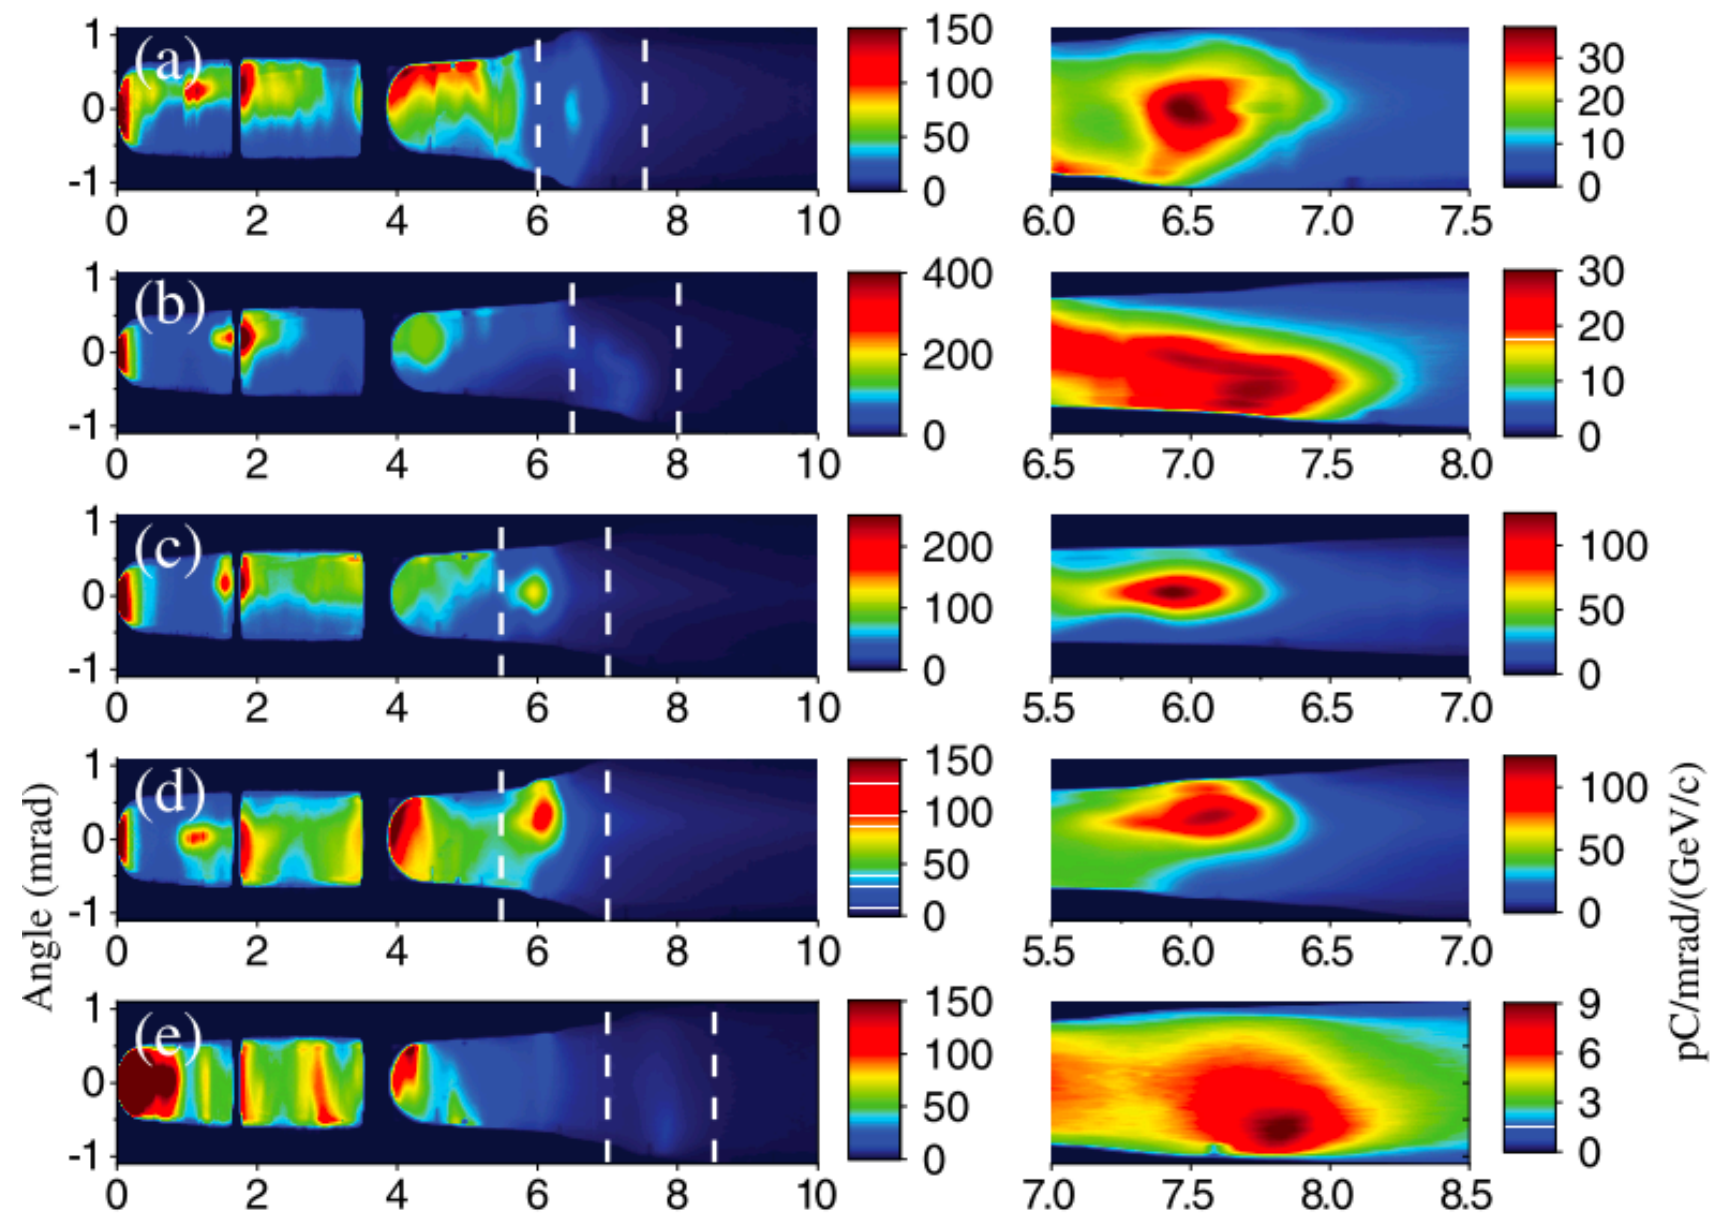 1 (a) 150 30
0 100 20
50 10
-1 0 0
0 2 4 6 8 10 6.0 6.5 7.0 7.5
1 (b) 400 30
0 200 20
10
-1 0 0
0 2 4 6 8 10 6.5 7.0 7.5 8.0
1 (c) 200 100
0 100 50
-1 0 0
0 2 4 6 8 10 5.5 6.0 6.5 7.0
1 (d) 150 100
0 100 50
50
-1 0 0
0 2 4 6 8 10 5.5 6.0 6.5 7.0
1 (e) 150 9
0 100 6
50 3
-1 0 0
0 2 4 6 8 10 7.0 7.5 8.0 8.5
Angle (mrad)
pC/mrad/(GeV/c)